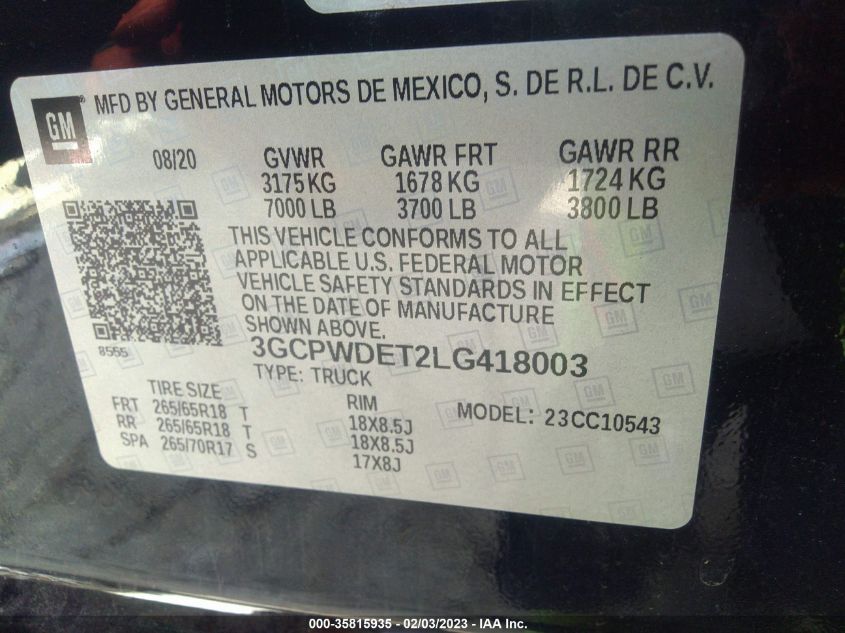 GM ® MFD BY GENERAL MOTORS DE MEXICO, S. DE R.L. DE C.V.
08/20 GVWR GAWR FRT GAWR RR
3175 KG 1678 KG 1724 KG
7000 LB 3700 LB 3800 LB
THIS VEHICLE CONFORMS TO ALL
APPLICABLE U.S. FEDERAL MOTOR
VEHICLE SAFETY STANDARDS IN EFFECT
ON THE DATE OF MANUFACTURE
SHOWN ABOVE.
8555 3GCPWDET2LG418003
TYPE: TRUCK
TIRE SIZE RIM MODEL: 23CC10543
FRT 265/65R18 T 18X8.5J
RR 265/65R18 T 18X8.5J
SPA 265/70R17 S 17X8J
000-35815935 - 02/03/2023 - IAA Inc.